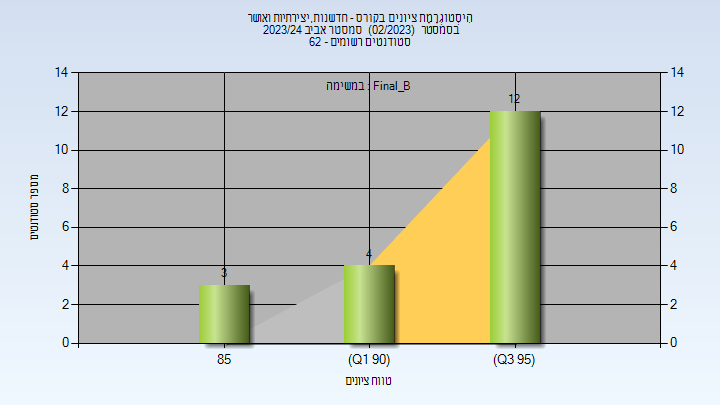 היסטוגרמת ציונים בקורס - חדשנות,יצירתיות ואושר
בסמסטר (02/2023) סמסטר אביב 2023/24
סטודנטים רשומים - 62
במשימה : Final_B
14 14
12 12
10 10
8 8
6 6
4 4
2 2
0 0
3
4
12
מספר סטודנטים
85 (Q1 90) (Q3 95)
טווח ציונים